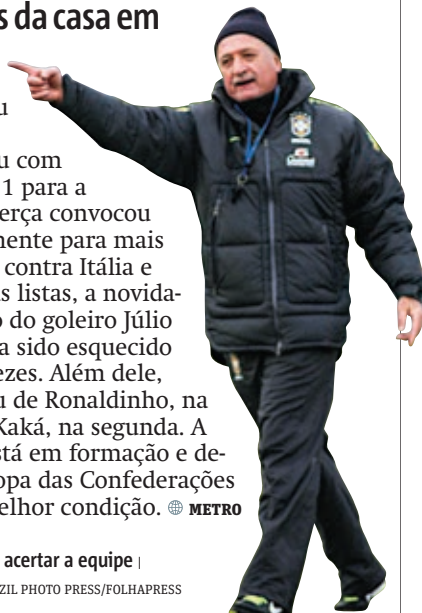 s da casa em
u
u com
1 para a
erça convocou
mente para mais
contra Itália e
s listas, a novida-
o do goleiro Júlio
a sido esquecido
ezes. Além dele,
u de Ronaldinho, na
Kaká, na segunda. A
stá em formação e de-
opa das Confederações
elhor condição. METRO
acertar a equipe |
ZIL PHOTO PRESS/FOLHAPRESS